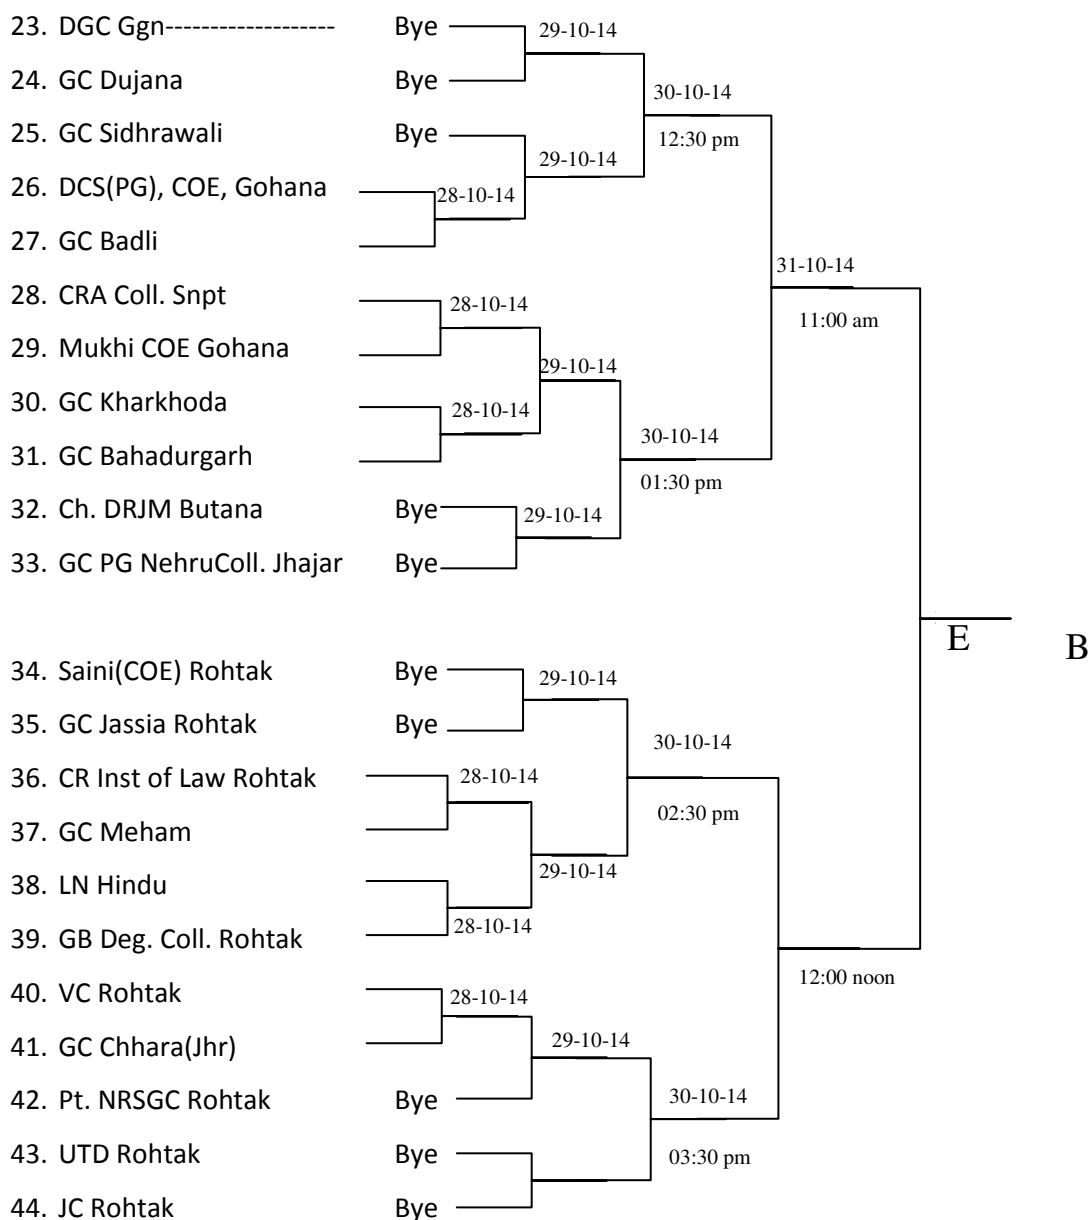 23. DGC Ggn------------------- Bye 29-10-14
24. GC Dujana Bye
30-10-14
25. GC Sidhrawali Bye 12:30 pm
29-10-14
26. DCS(PG), COE, Gohana 28-10-14
27. GC Badli
31-10-14
28. CRA Coll. Snpt 28-10-14
11:00 am
29. Mukhi COE Gohana
29-10-14
30. GC Kharkhoda 28-10-14
30-10-14
31. GC Bahadurgarh
01:30 pm
32. Ch. DRJM Butana Bye 29-10-14
33. GC PG NehruColl. Jhajar Bye
E B
34. Saini(COE) Rohtak Bye 29-10-14
35. GC Jassia Rohtak Bye
30-10-14
36. CR Inst of Law Rohtak 28-10-14
02:30 pm
37. GC Meham
29-10-14
38. LN Hindu
28-10-14
39. GB Deg. Coll. Rohtak
12:00 noon
40. VC Rohtak 28-10-14
29-10-14
41. GC Chhara(Jhr)
30-10-14
42. Pt. NRSGC Rohtak Bye
43. UTD Rohtak Bye 03:30 pm
44. JC Rohtak Bye